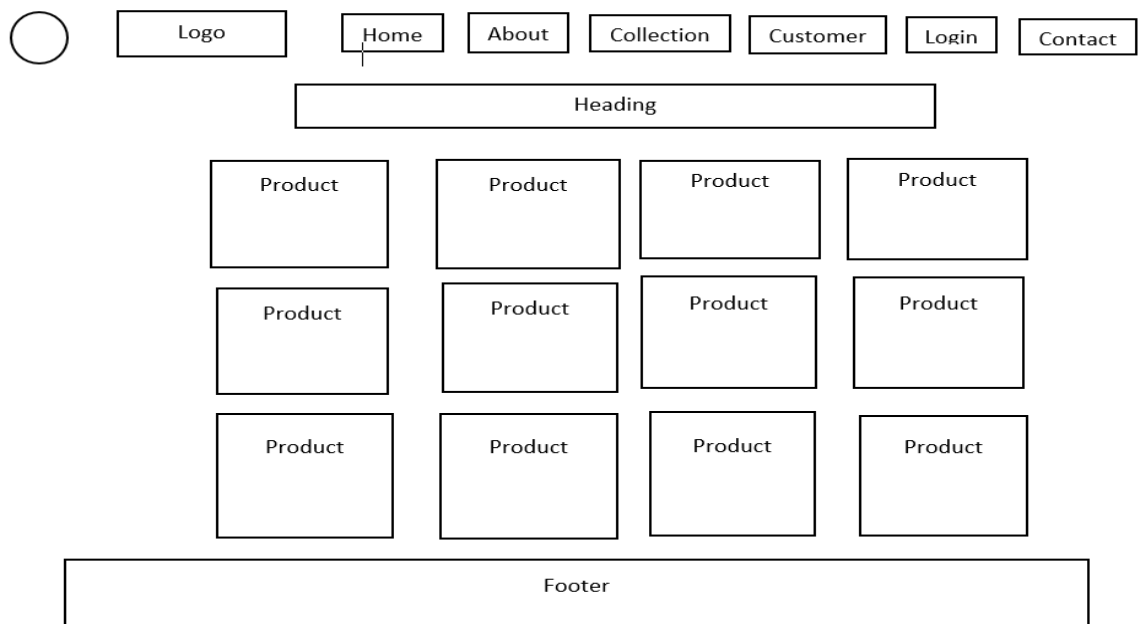 Logo
Home
About
Collection
Customer
Login
Contact
Heading
Product
Product
Product
Product
Product
Product
Product
Product
Product
Product
Product
Product
Footer